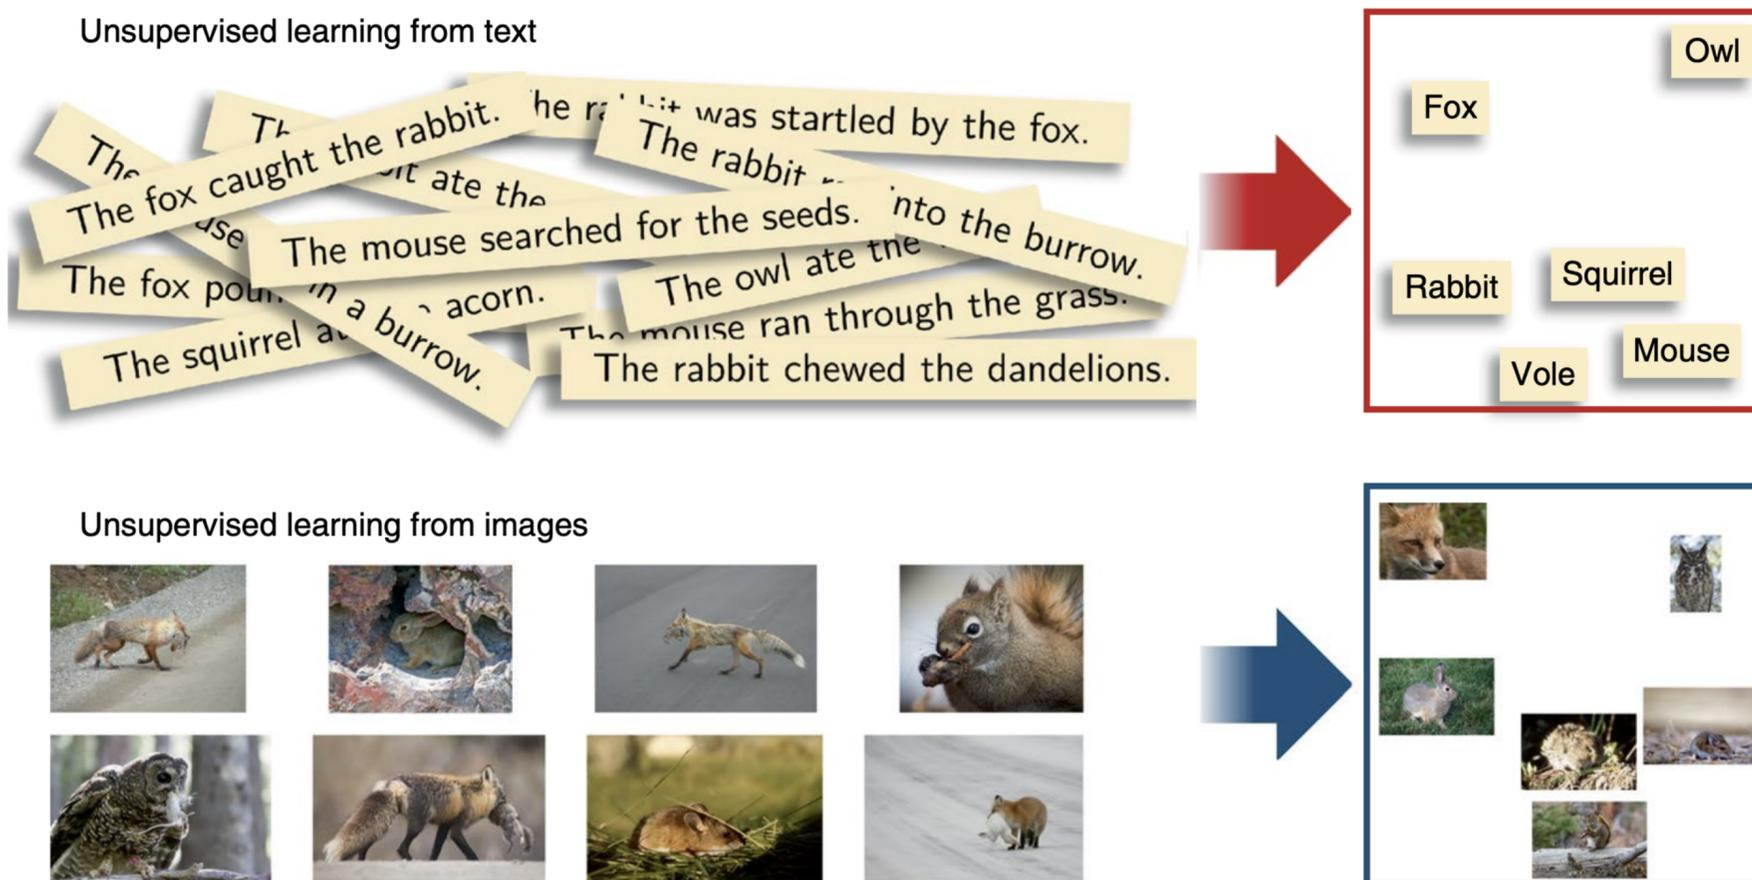 Unsupervised learning from text
The fox caught the rabbit.
was startled by the fox.
The rabbit
into the burrow.
ate the
The mouse searched for the seeds.
The owl ate the
The fox
in a burrow.
acorn.
The squirrel
The mouse ran through the grass.
The rabbit chewed the dandelions.
Owl
Fox
Rabbit
Squirrel
Mouse
Vole
Unsupervised learning from images